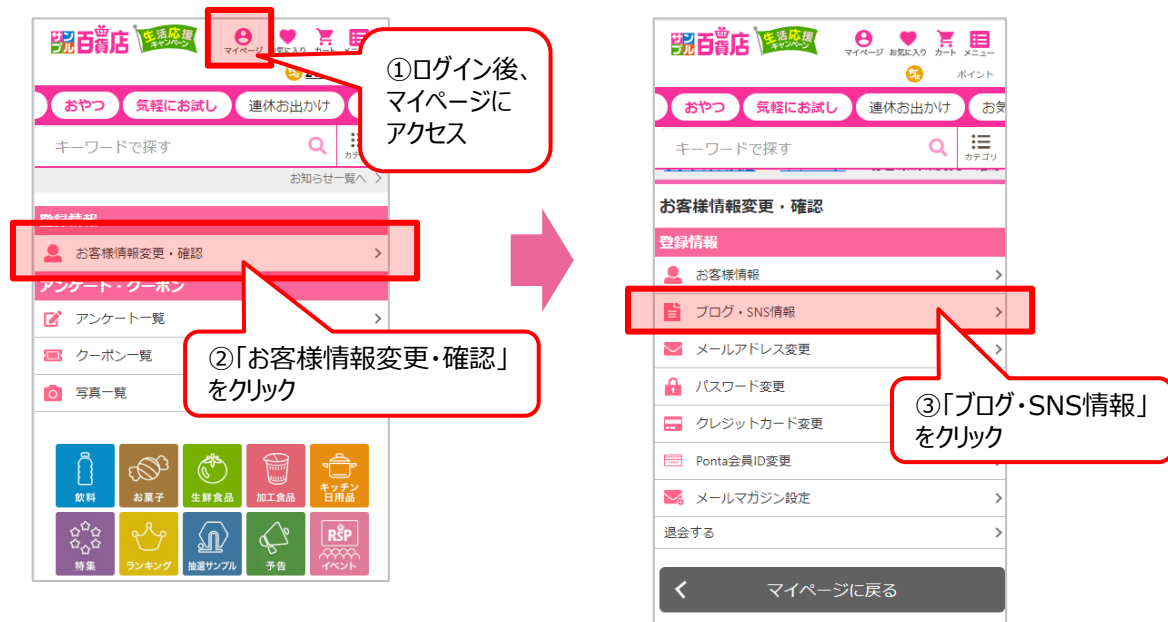 サンプル百貨店 生活応援キャンペーン
マイページ お気に入り カート メニュー
①ログイン後、
マイページに
アクセス
おやつ 気軽にお試し 連休お出かけ
キーワードで探す
お知らせ一覧へ
登録情報
お客様情報変更・確認
アンケート・クーポン
アンケート一覧
クーポン一覧
写真一覧
②「お客様情報変更・確認」
をクリック
飲料 お菓子 生鮮食品 加工食品 キッチン日用品
特集 ランキング 抽選サンプル 予告 RSPイベント
サンプル百貨店 生活応援キャンペーン
マイページ お気に入り カート メニュー
ポイント
おやつ 気軽にお試し 連休お出かけ お気
キーワードで探す カテゴリ
お客様情報変更・確認
登録情報
お客様情報
ブログ・SNS情報
メールアドレス変更
パスワード変更
クレジットカード変更
Ponta会員ID変更
メールマガジン設定
退会する
③「ブログ・SNS情報」
をクリック
マイページに戻る